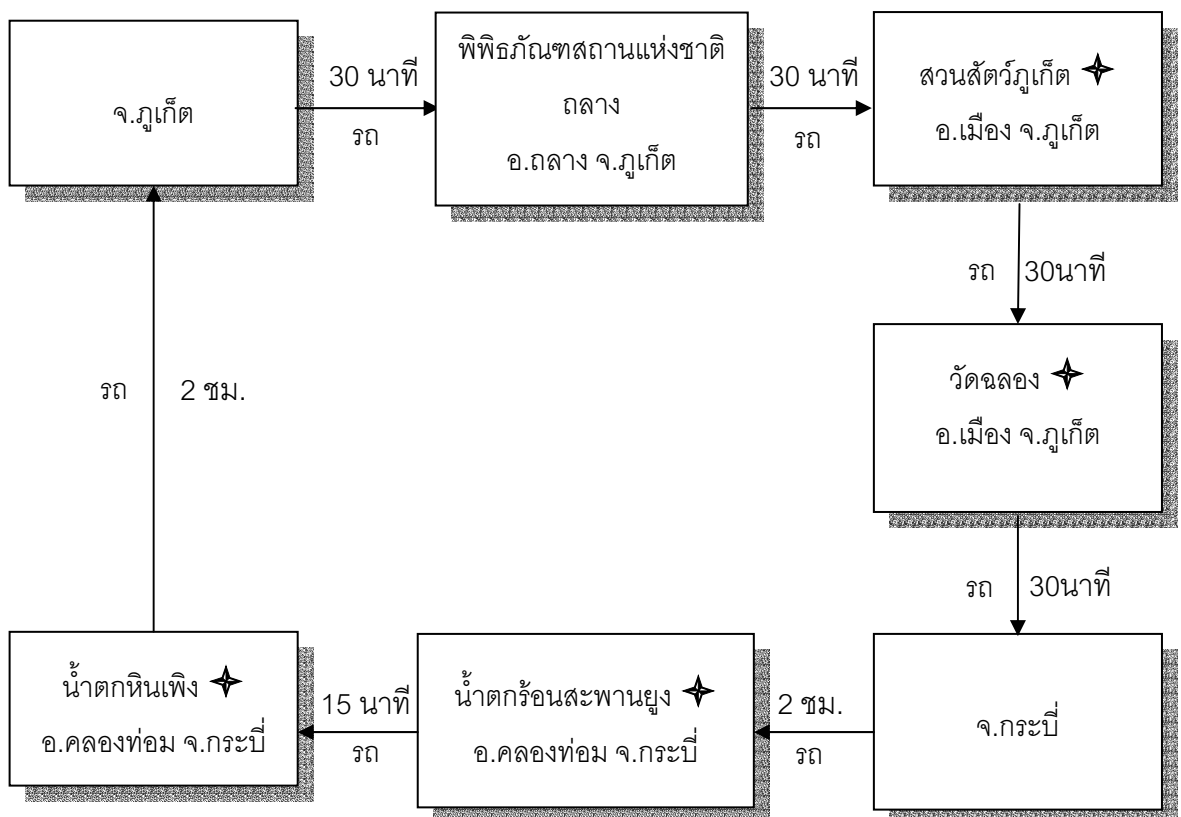 จ.ภูเก็ต
30 นาที
รถ
พิพิธภัณฑสถานแห่งชาติ
ถลาง
อ.ถลาง จ.ภูเก็ต
30 นาที
รถ
สวนสัตว์ภูเก็ต
อ.เมือง จ.ภูเก็ต
รถ 30นาที
วัดฉลอง
อ.เมือง จ.ภูเก็ต
รถ 30นาที
จ.กระบี่
2 ชม.
รถ
น้ำตกร้อนสะพานยูง
อ.คลองท่อม จ.กระบี่
15 นาที
รถ
น้ำตกหินเพิง
อ.คลองท่อม จ.กระบี่
รถ 2 ชม.